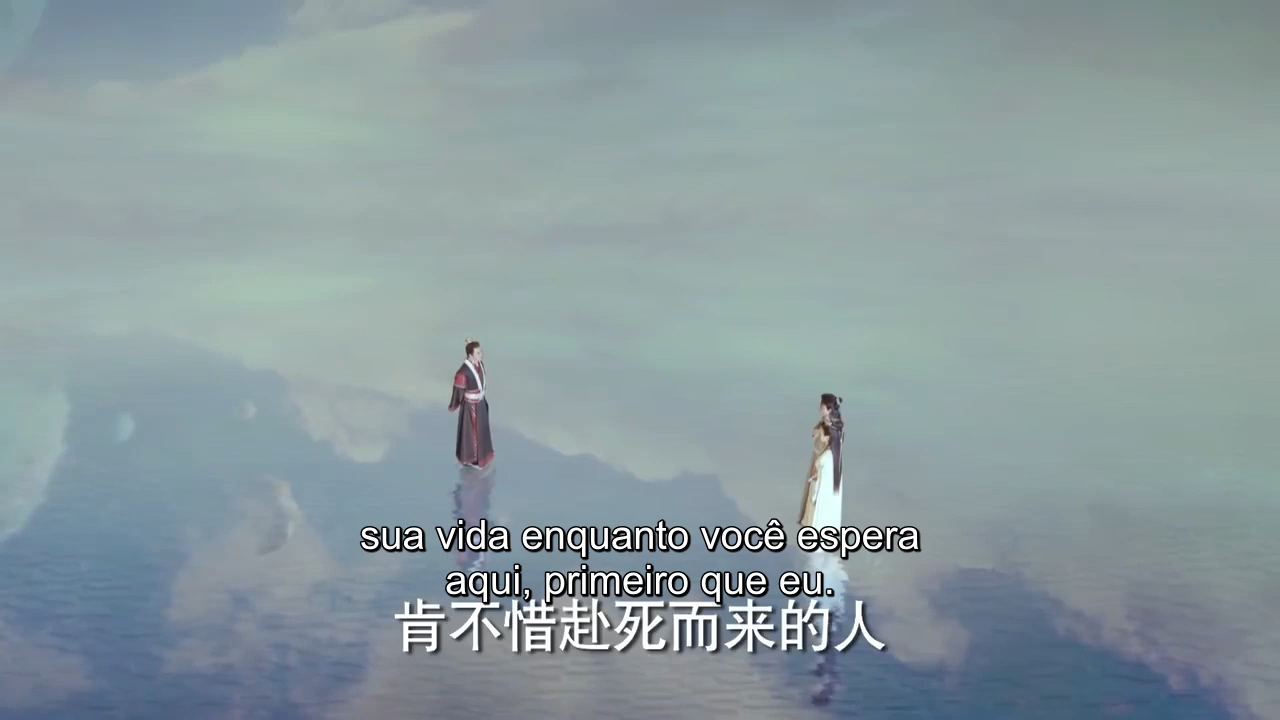 sua vida enquanto você espera
aqui, primeiro que eu.
肯不惜赴死而来的人